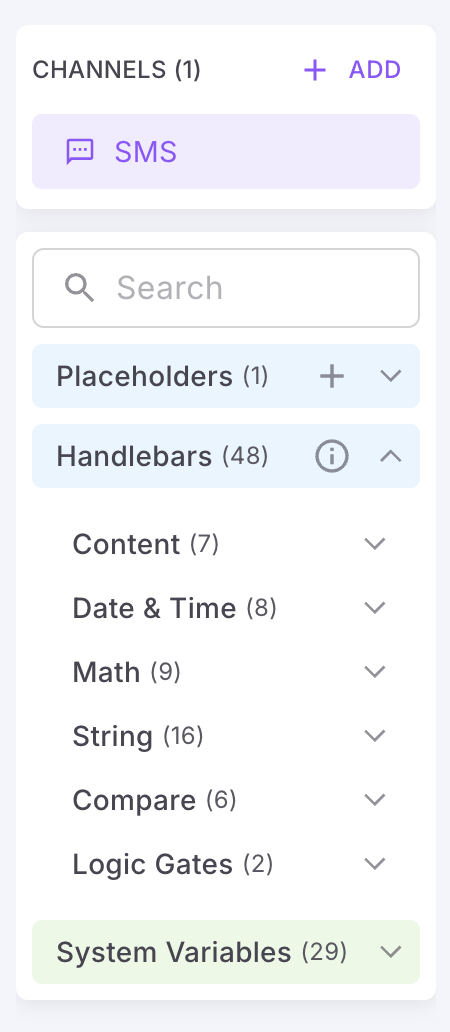 CHANNELS (1) ADD
SMS
Search
Placeholders (1)
Handlebars (48)
Content (7)
Date & Time (8)
Math (9)
String (16)
Compare (6)
Logic Gates (2)
System Variables (29)